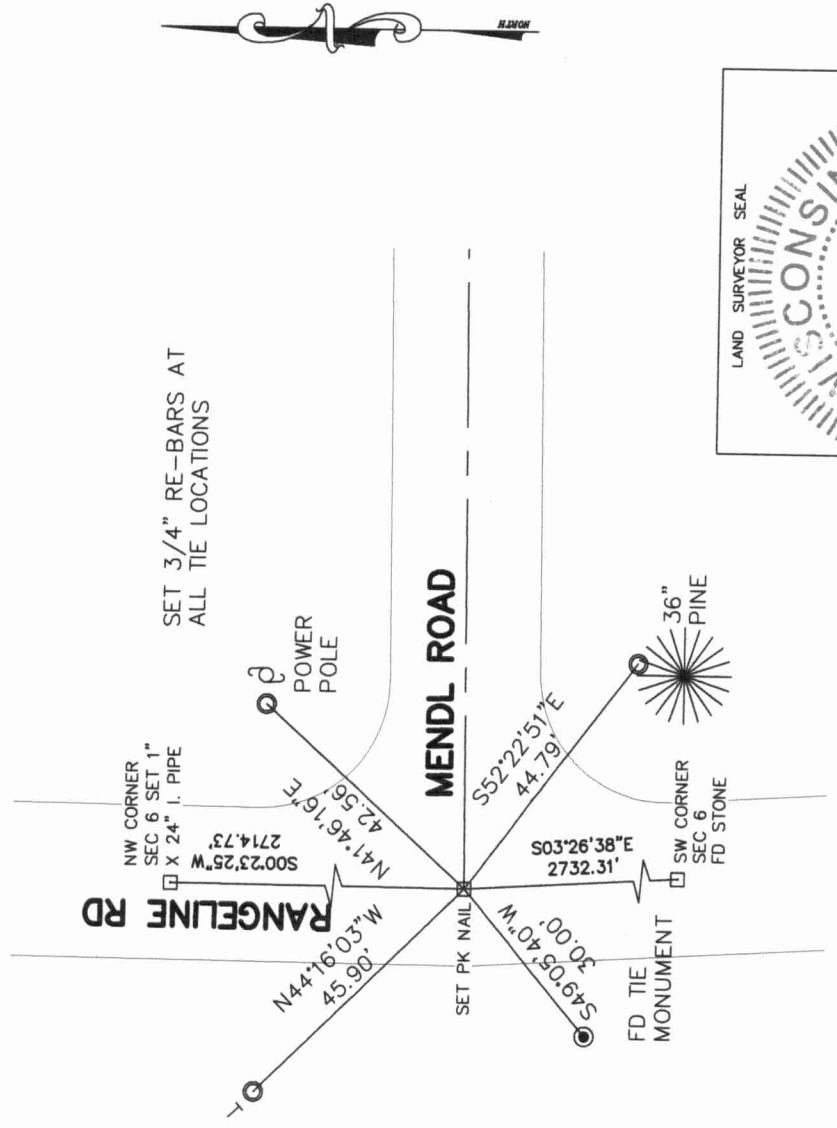 NORTH
SET 3/4" RE-BARS AT
ALL TIE LOCATIONS
LAND SURVEYOR SEAL
WISCONSIN
NW CORNER
SEC 6 SET 1"
X 24" I. PIPE
POWER
POLE
S00°23'25"W
2714.73'
N41°46'16"E
42.56'
RANGELINE RD
MENDL ROAD
N44°16'03"W
45.90'
T
SET PK NAIL
S52°22'51"E
44.79'
36"
PINE
S03°26'38"E
2732.31'
SW CORNER
SEC 6
FD STONE
S49°05'40"W
30.00'
FD TIE
MONUMENT